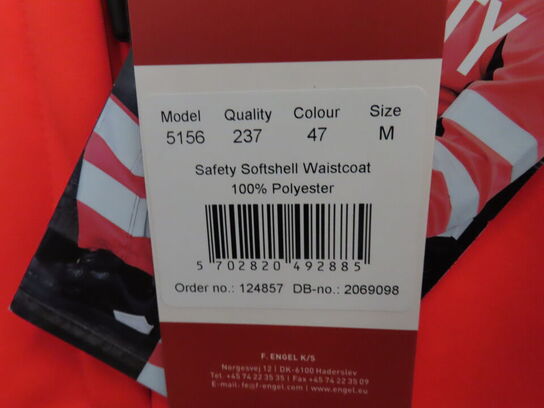 TY
Model Quality Colour Size
5156 237 47 M
Safety Softshell Waistcoat
100% Polyester
5 702820 492885
Order no.: 124857 DB-no.: 2069098
F. ENGEL K/S
Norgesvej 12 | DK-6100 Haderslev
Tel. +45 74 22 35 35 | Fax +45 74 22 35 09
E-mail: fe@f-engel.com | www.engel.eu